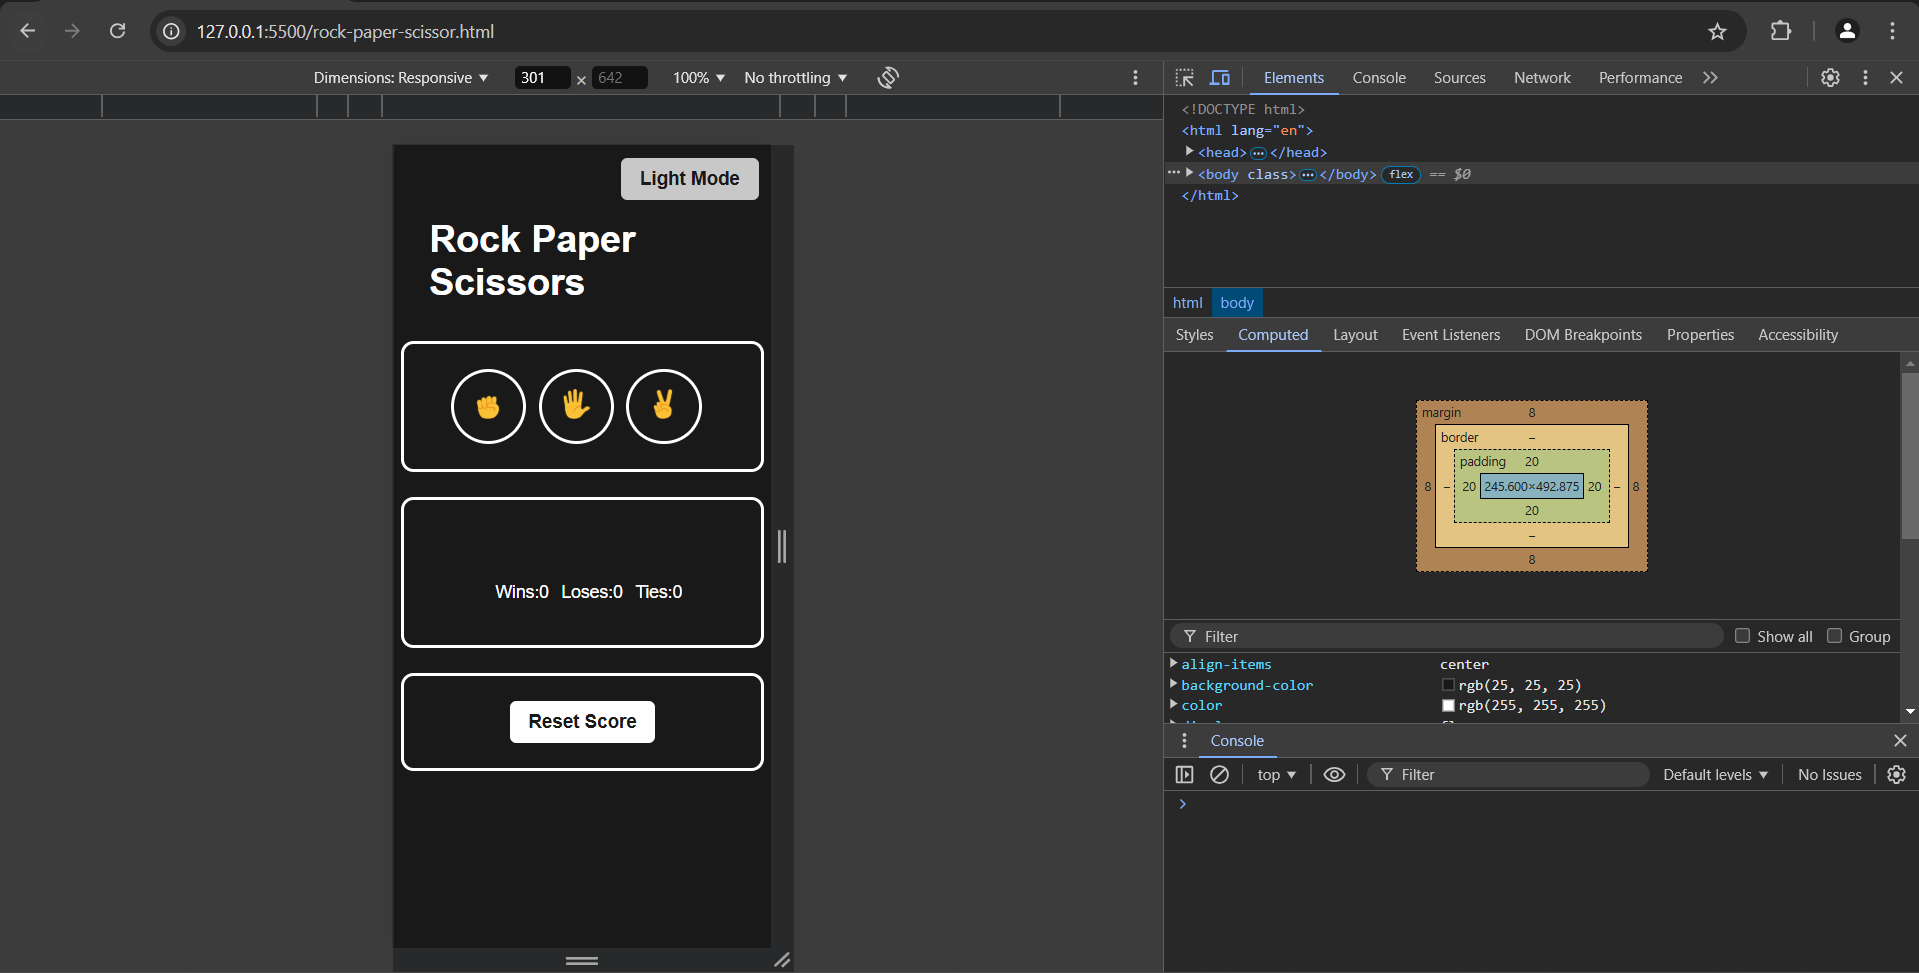 127.0.0.1:5500/rock-paper-scissor.html
Dimensions: Responsive 301 × 642 100% No throttling
Elements Console Sources Network Performance
Light Mode
Rock Paper
Scissors
Wins:0 Loses:0 Ties:0
Reset Score
<!DOCTYPE html>
<html lang="en">
<head>…</head>
<body class>…</body> flex == $0
</html>
html body
Styles Computed Layout Event Listeners DOM Breakpoints Properties Accessibility
margin 8
border –
padding 20
8 – 20 245.600×492.875 20 – 8
20
–
8
Filter Show all Group
align-items center
background-color rgb(25, 25, 25)
color rgb(255, 255, 255)
Console
top Filter Default levels No Issues